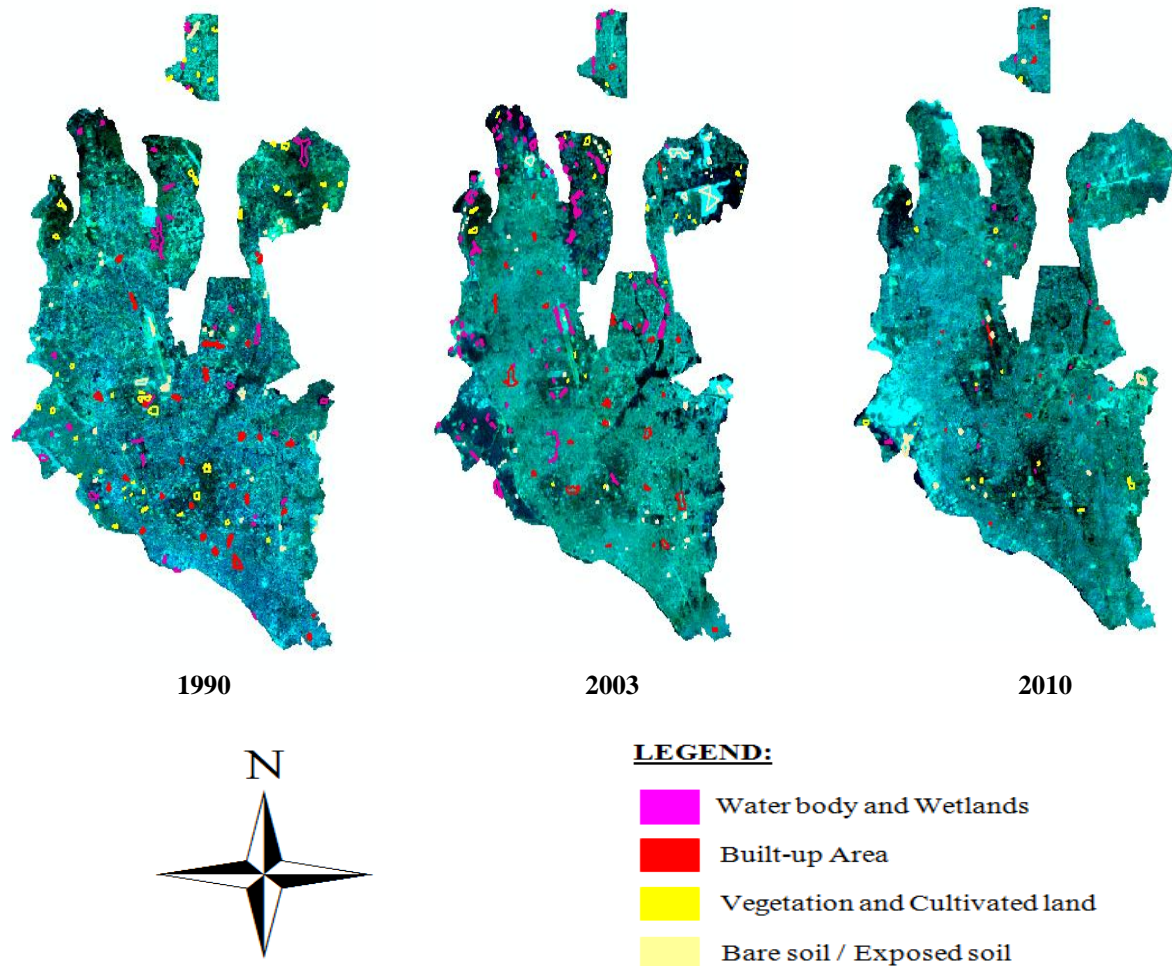 1990
2003
2010
N
LEGEND:
Water body and Wetlands
Built-up Area
Vegetation and Cultivated land
Bare soil / Exposed soil